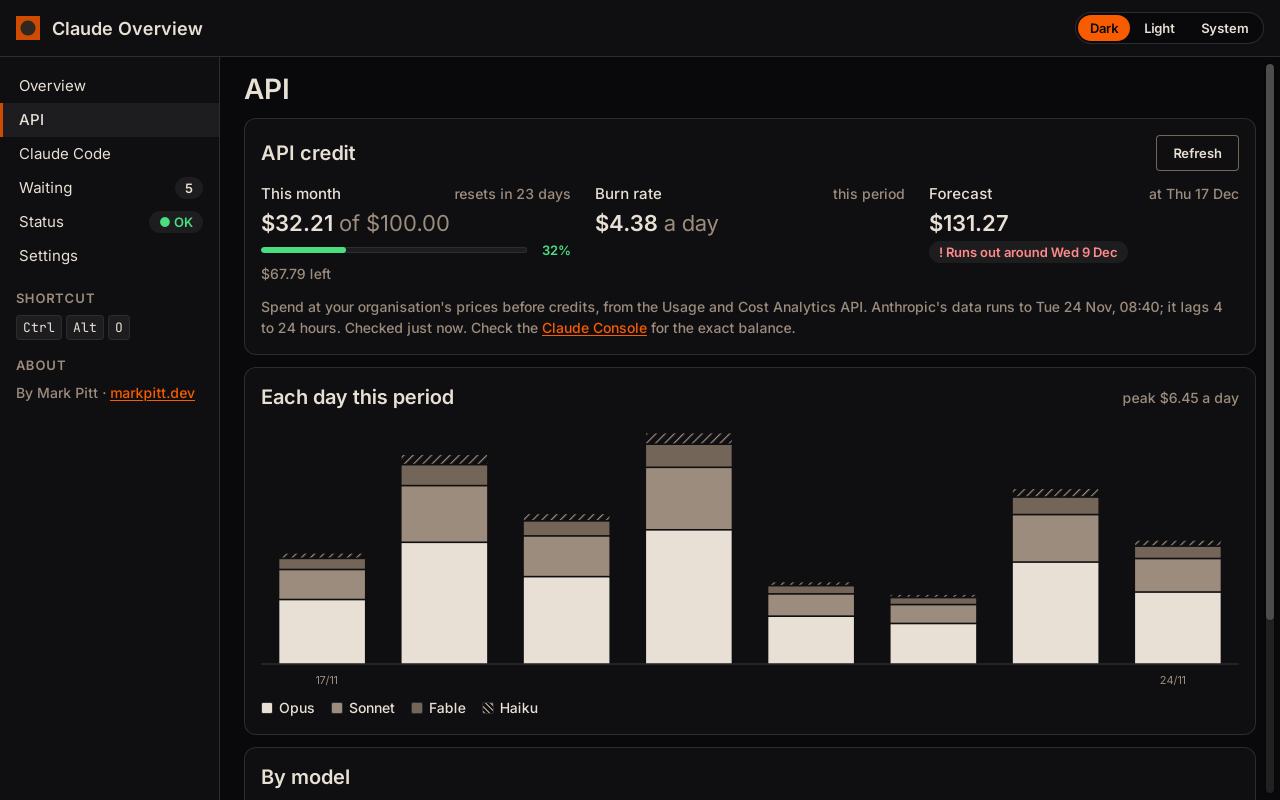 Claude Overview
Dark Light System
Overview
API
Claude Code
Waiting 5
Status OK
Settings
SHORTCUT
Ctrl Alt O
ABOUT
By Mark Pitt · markpitt.dev
API
API credit
Refresh
This month resets in 23 days
$32.21 of $100.00
32%
$67.79 left
Burn rate this period
$4.38 a day
Forecast at Thu 17 Dec
$131.27
! Runs out around Wed 9 Dec
Spend at your organisation's prices before credits, from the Usage and Cost Analytics API. Anthropic's data runs to Tue 24 Nov, 08:40; it lags 4
to 24 hours. Checked just now. Check the Claude Console for the exact balance.
Each day this period
peak $6.45 a day
17/11 24/11
Opus Sonnet Fable Haiku
By model